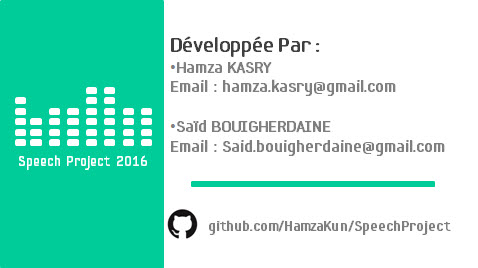 Développée Par :
•Hamza KASRY
Email : hamza.kasry@gmail.com
•Saïd BOUIGHERDAINE
Email : Said.bouigherdaine@gmail.com
Speech Project 2016
github.com/HamzaKun/SpeechProject